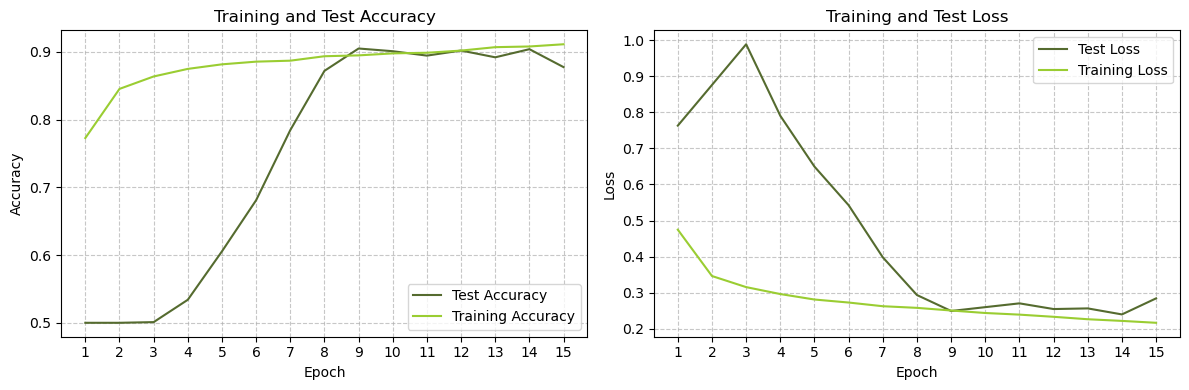 Training and Test Accuracy
Accuracy
0.9
0.8
0.7
0.6
0.5
Test Accuracy
Training Accuracy
1 2 3 4 5 6 7 8 9 10 11 12 13 14 15
Epoch
Training and Test Loss
Loss
1.0
0.9
0.8
0.7
0.6
0.5
0.4
0.3
0.2
Test Loss
Training Loss
1 2 3 4 5 6 7 8 9 10 11 12 13 14 15
Epoch